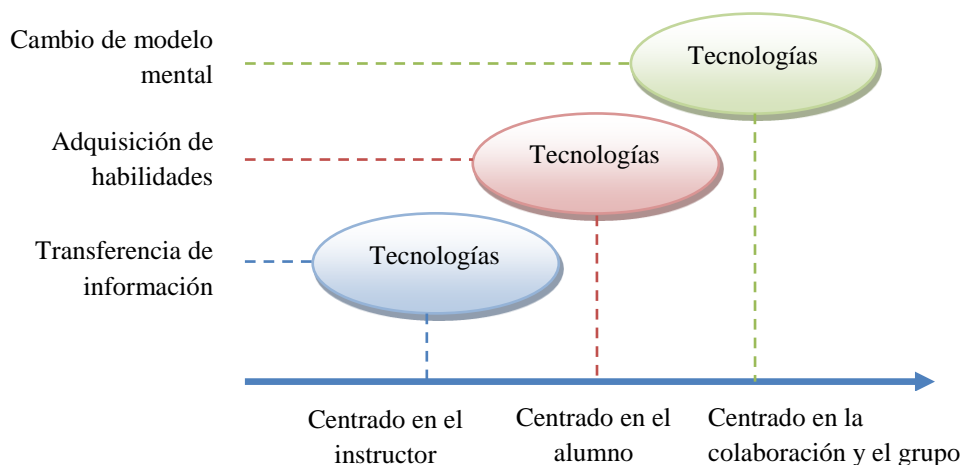 Cambio de modelo
mental
Tecnologías
Adquisición de
habilidades
Tecnologías
Transferencia de
información
Tecnologías
Centrado en el
instructor
Centrado en el
alumno
Centrado en la
colaboración y el grupo